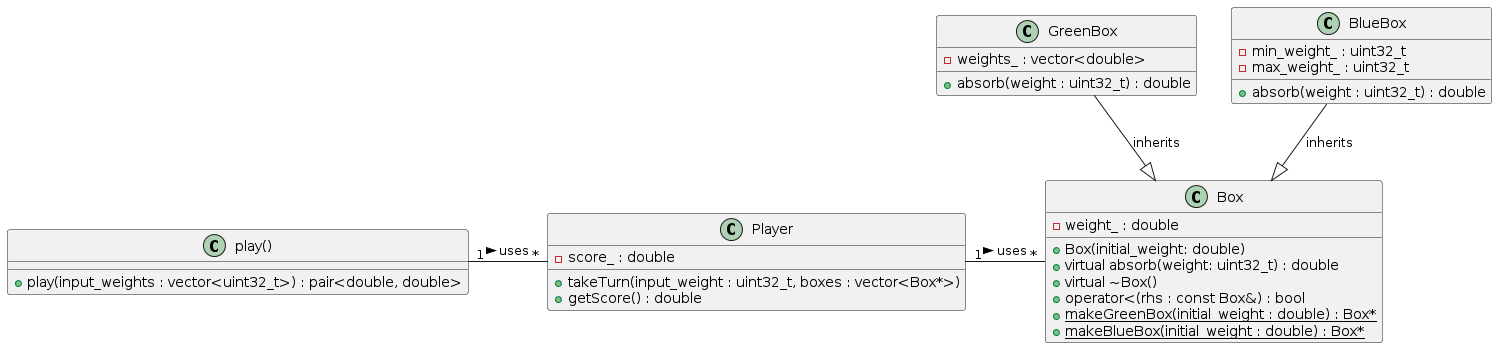 C GreenBox
weights_ : vector<double>
absorb(weight : uint32_t) : double
C BlueBox
min_weight_ : uint32_t
max_weight_ : uint32_t
absorb(weight : uint32_t) : double
inherits
inherits
C play()
play(input_weights : vector<uint32_t>) : pair<double, double>
1 uses *
C Player
score_ : double
takeTurn(input_weight : uint32_t, boxes : vector<Box*>)
getScore() : double
1 uses *
C Box
weight_ : double
Box(initial_weight: double)
virtual absorb(weight: uint32_t) : double
virtual ~Box()
operator<(rhs : const Box&) : bool
makeGreenBox(initial_weight : double) : Box*
makeBlueBox(initial_weight : double) : Box*